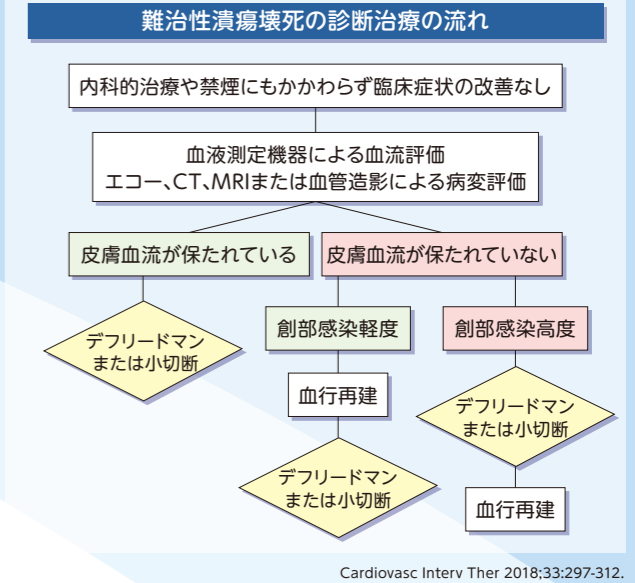 難治性潰瘍壊死の診断治療の流れ
内科的治療や禁煙にもかかわらず臨床症状の改善なし
血液測定機器による血流評価
エコー、CT、MRIまたは血管造影による病変評価
皮膚血流が保たれている
皮膚血流が保たれていない
デフリードマン
または小切断
創部感染軽度
創部感染高度
血行再建
デフリードマン
または小切断
デフリードマン
または小切断
血行再建
Cardiovasc Interv Ther 2018;33:297-312.